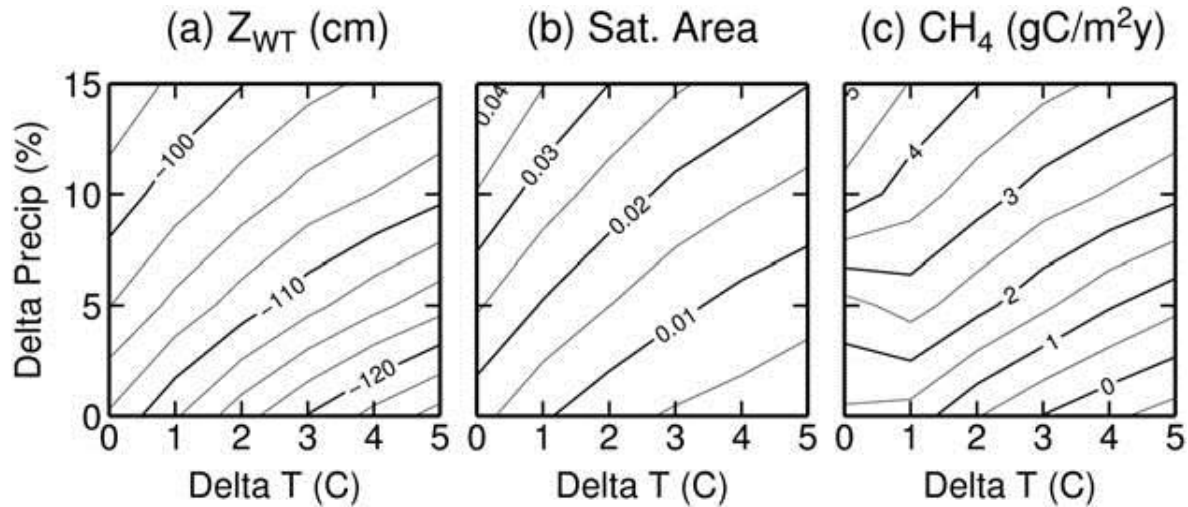 (a) Z_WT (cm)
(b) Sat. Area
(c) CH₄ (gC/m²y)
Delta Precip (%)
15
10
5
0
−100
−110
−120
0 1 2 3 4 5
Delta T (C)
0.04
0.03
0.02
0.01
0 1 2 3 4 5
Delta T (C)
5
4
3
2
1
0
0 1 2 3 4 5
Delta T (C)